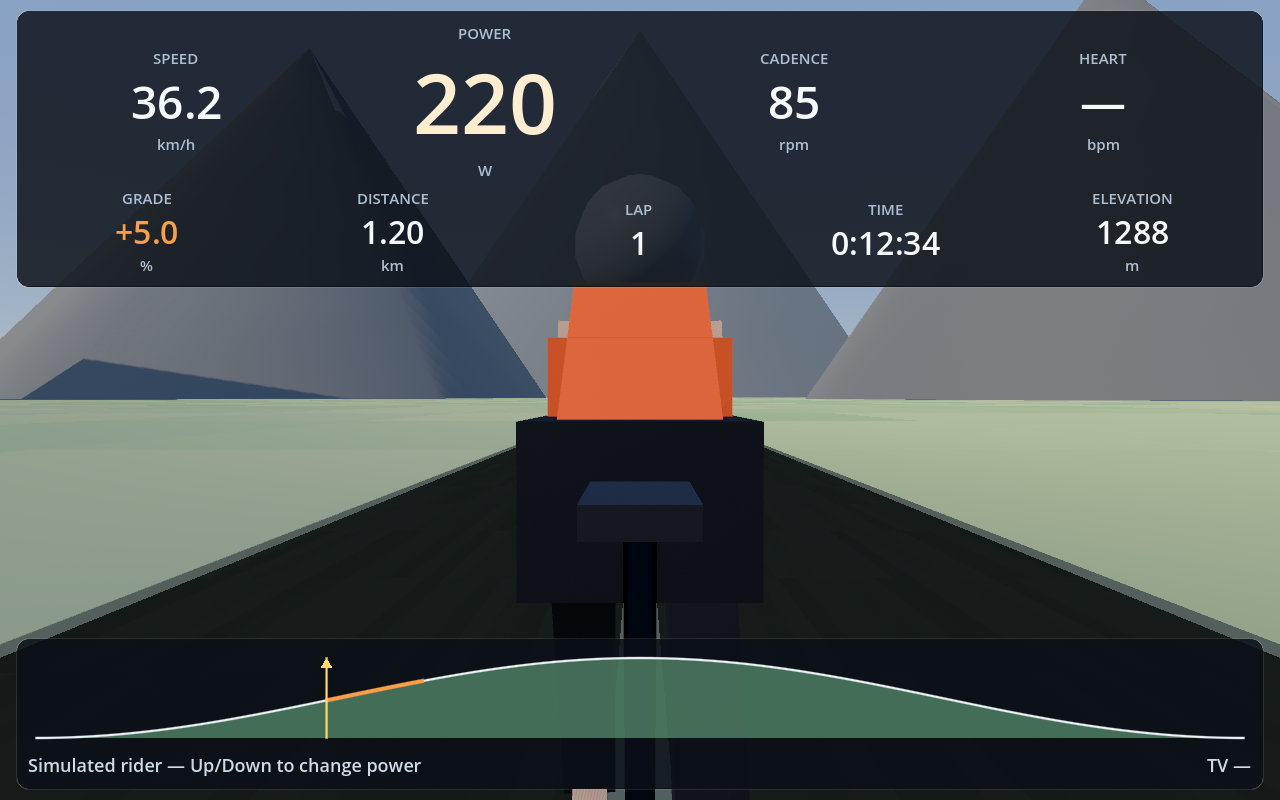 SPEED
36.2
km/h
POWER
220
W
CADENCE
85
rpm
HEART
—
bpm
GRADE
+5.0
%
DISTANCE
1.20
km
LAP
1
TIME
0:12:34
ELEVATION
1288
m
Simulated rider — Up/Down to change power
TV —